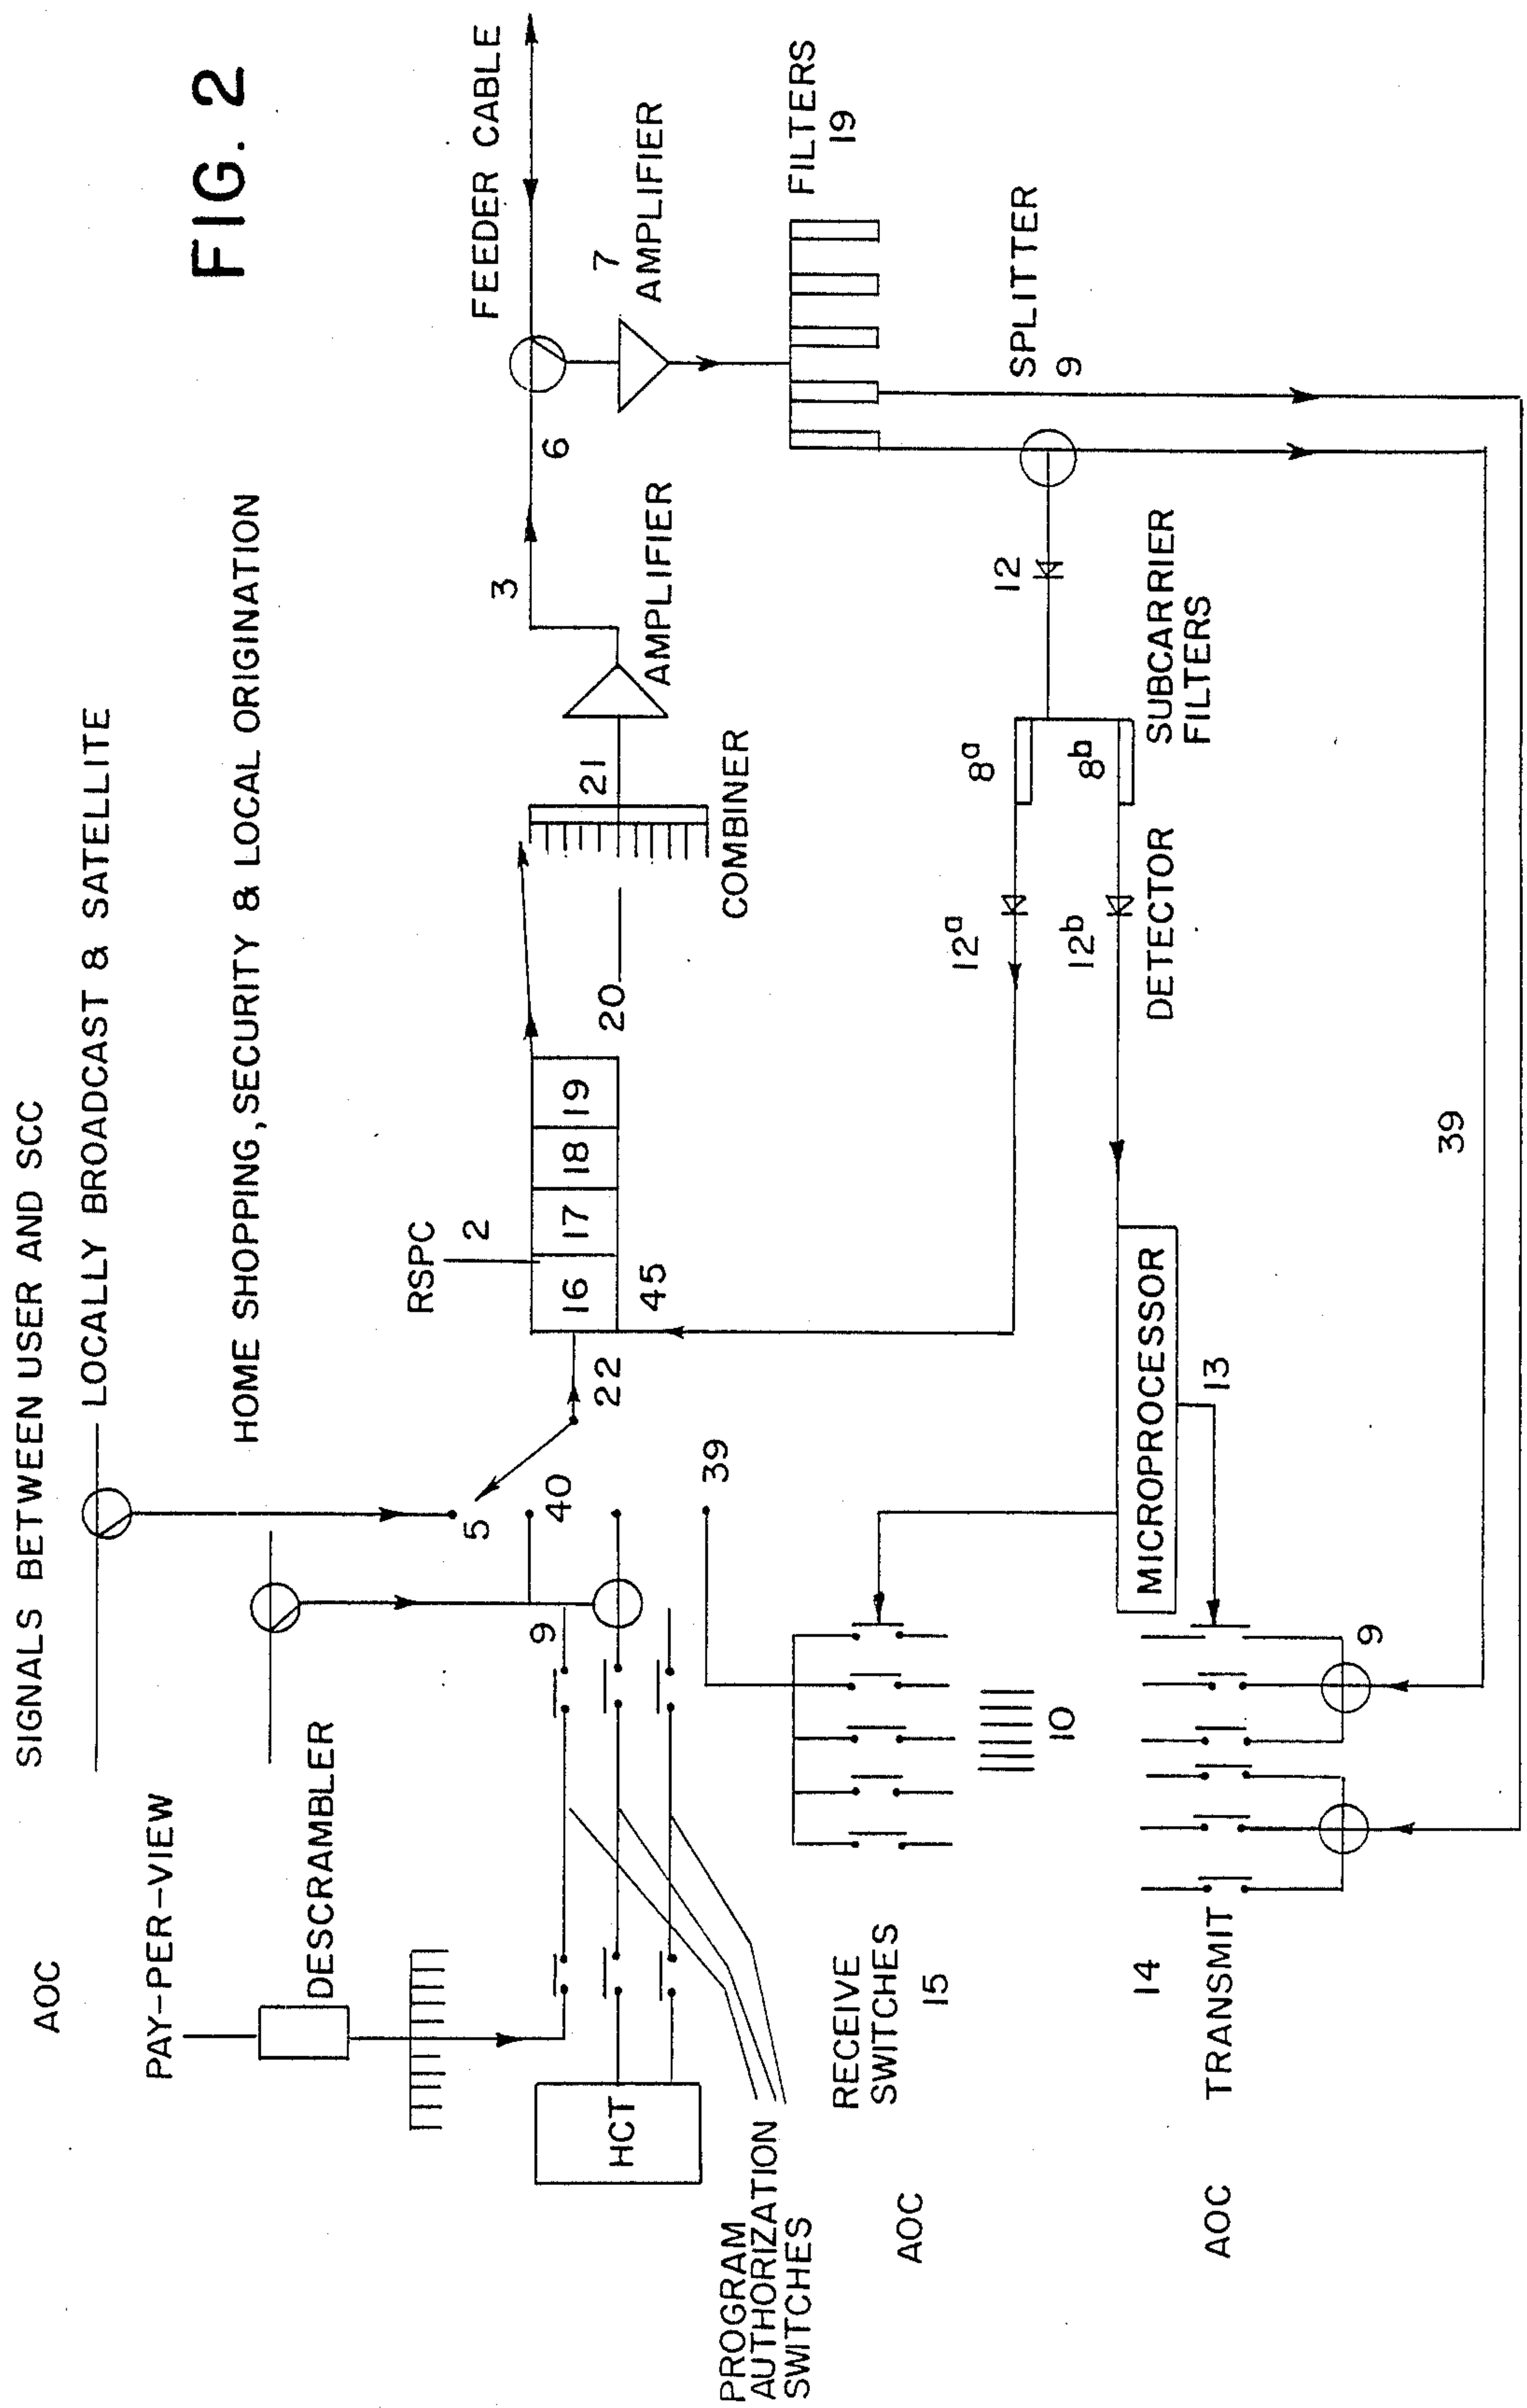 FIG. 2
SIGNALS BETWEEN USER AND SCC
AOC
LOCALLY BROADCAST & SATELLITE
PAY-PER-VIEW
HOME SHOPPING, SECURITY & LOCAL ORIGINATION
DESCRAMBLER
RSPC
2
FEEDER CABLE
5
40
9
22
16
17
18
19
45
20
21
COMBINER
AMPLIFIER
3
6
7
AMPLIFIER
FILTERS
19
HCT
PROGRAM
AUTHORIZATION
SWITCHES
39
RECEIVE
SWITCHES
15
AOC
10
12a
8a
12
SPLITTER
9
12b
8b
DETECTOR
SUBCARRIER
FILTERS
MICROPROCESSOR
13
14
TRANSMIT
AOC
9
39